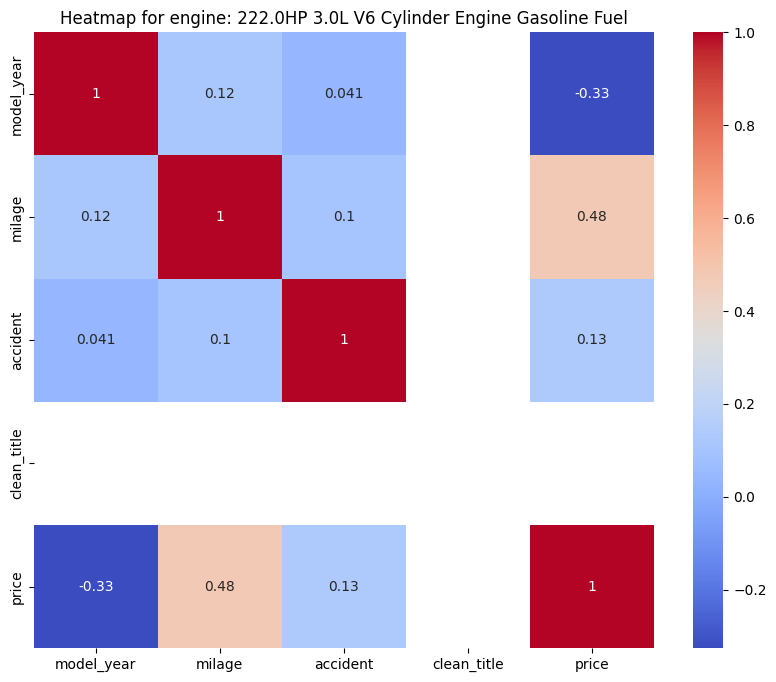 Heatmap for engine: 222.0HP 3.0L V6 Cylinder Engine Gasoline Fuel
model_year
1
0.12
0.041
-0.33
milage
0.12
1
0.1
0.48
accident
0.041
0.1
1
0.13
clean_title
price
-0.33
0.48
0.13
1
model_year
milage
accident
clean_title
price
1.0
0.8
0.6
0.4
0.2
0.0
−0.2